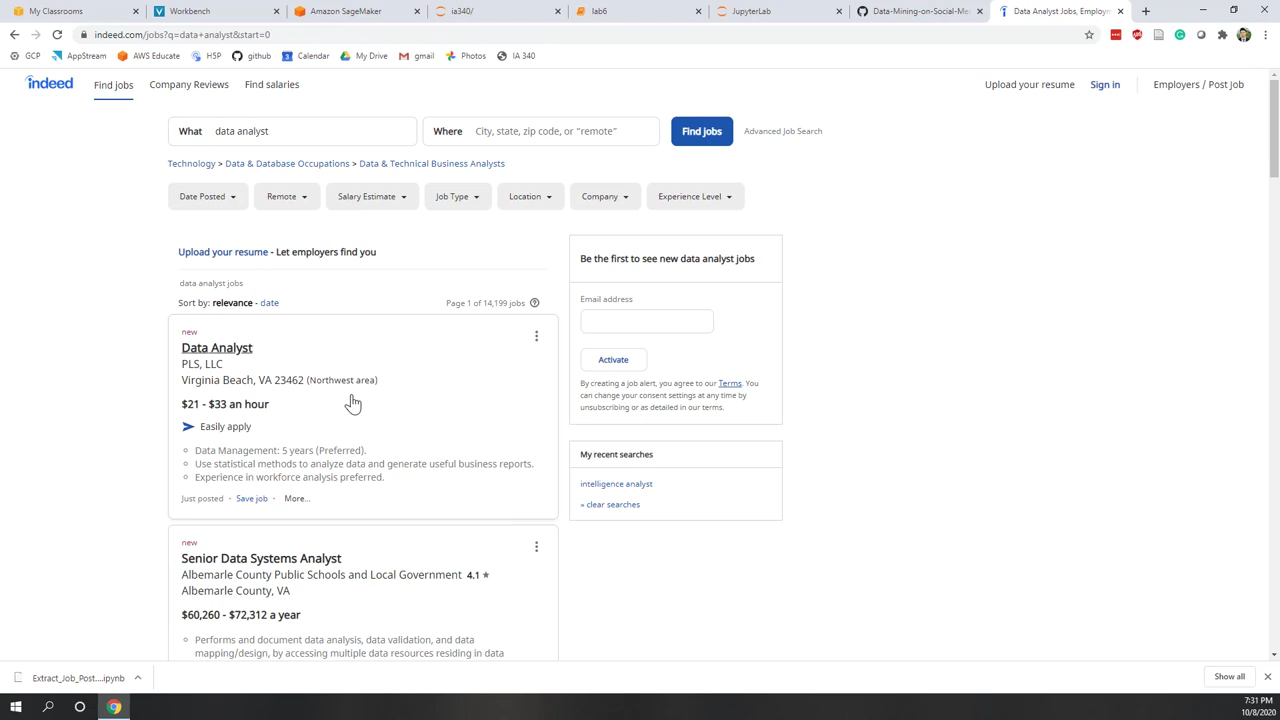 My Classrooms
Workbench
Amazon SageMaker
ia340/
lab6
JupyterLab
Data-Mining-on-Social-Me
Data Analyst Jobs, Employm
indeed.com/jobs?q=data+analyst&start=0
GCP
AppStream
AWS Educate
H5P
github
Calendar
My Drive
gmail
Photos
IA 340
indeed
Find jobs
Company Reviews
Find salaries
Upload your resume
Sign in
Employers / Post Job
What data analyst
Where City, state, zip code, or “remote”
Find jobs
Advanced Job Search
Technology > Data & Database Occupations > Data & Technical Business Analysts
Date Posted
Remote
Salary Estimate
Job Type
Location
Company
Experience Level
Upload your resume - Let employers find you
data analyst jobs
Sort by: relevance - date
Page 1 of 14,199 jobs
new
Data Analyst
PLS, LLC
Virginia Beach, VA 23462 (Northwest area)
$21 - $33 an hour
Easily apply
Data Management: 5 years (Preferred).
Use statistical methods to analyze data and generate useful business reports.
Experience in workforce analysis preferred.
Just posted · Save job · More...
new
Senior Data Systems Analyst
Albemarle County Public Schools and Local Government 4.1
Albemarle County, VA
$60,260 - $72,312 a year
Performs and document data analysis, data validation, and data
mapping/design, by accessing multiple data resources residing in data
Be the first to see new data analyst jobs
Email address
Activate
By creating a job alert, you agree to our Terms. You
can change your consent settings at any time by
unsubscribing or as detailed in our terms.
My recent searches
intelligence analyst
» clear searches
Extract_Job_Post....ipynb
Show all
7:31 PM
10/8/2020